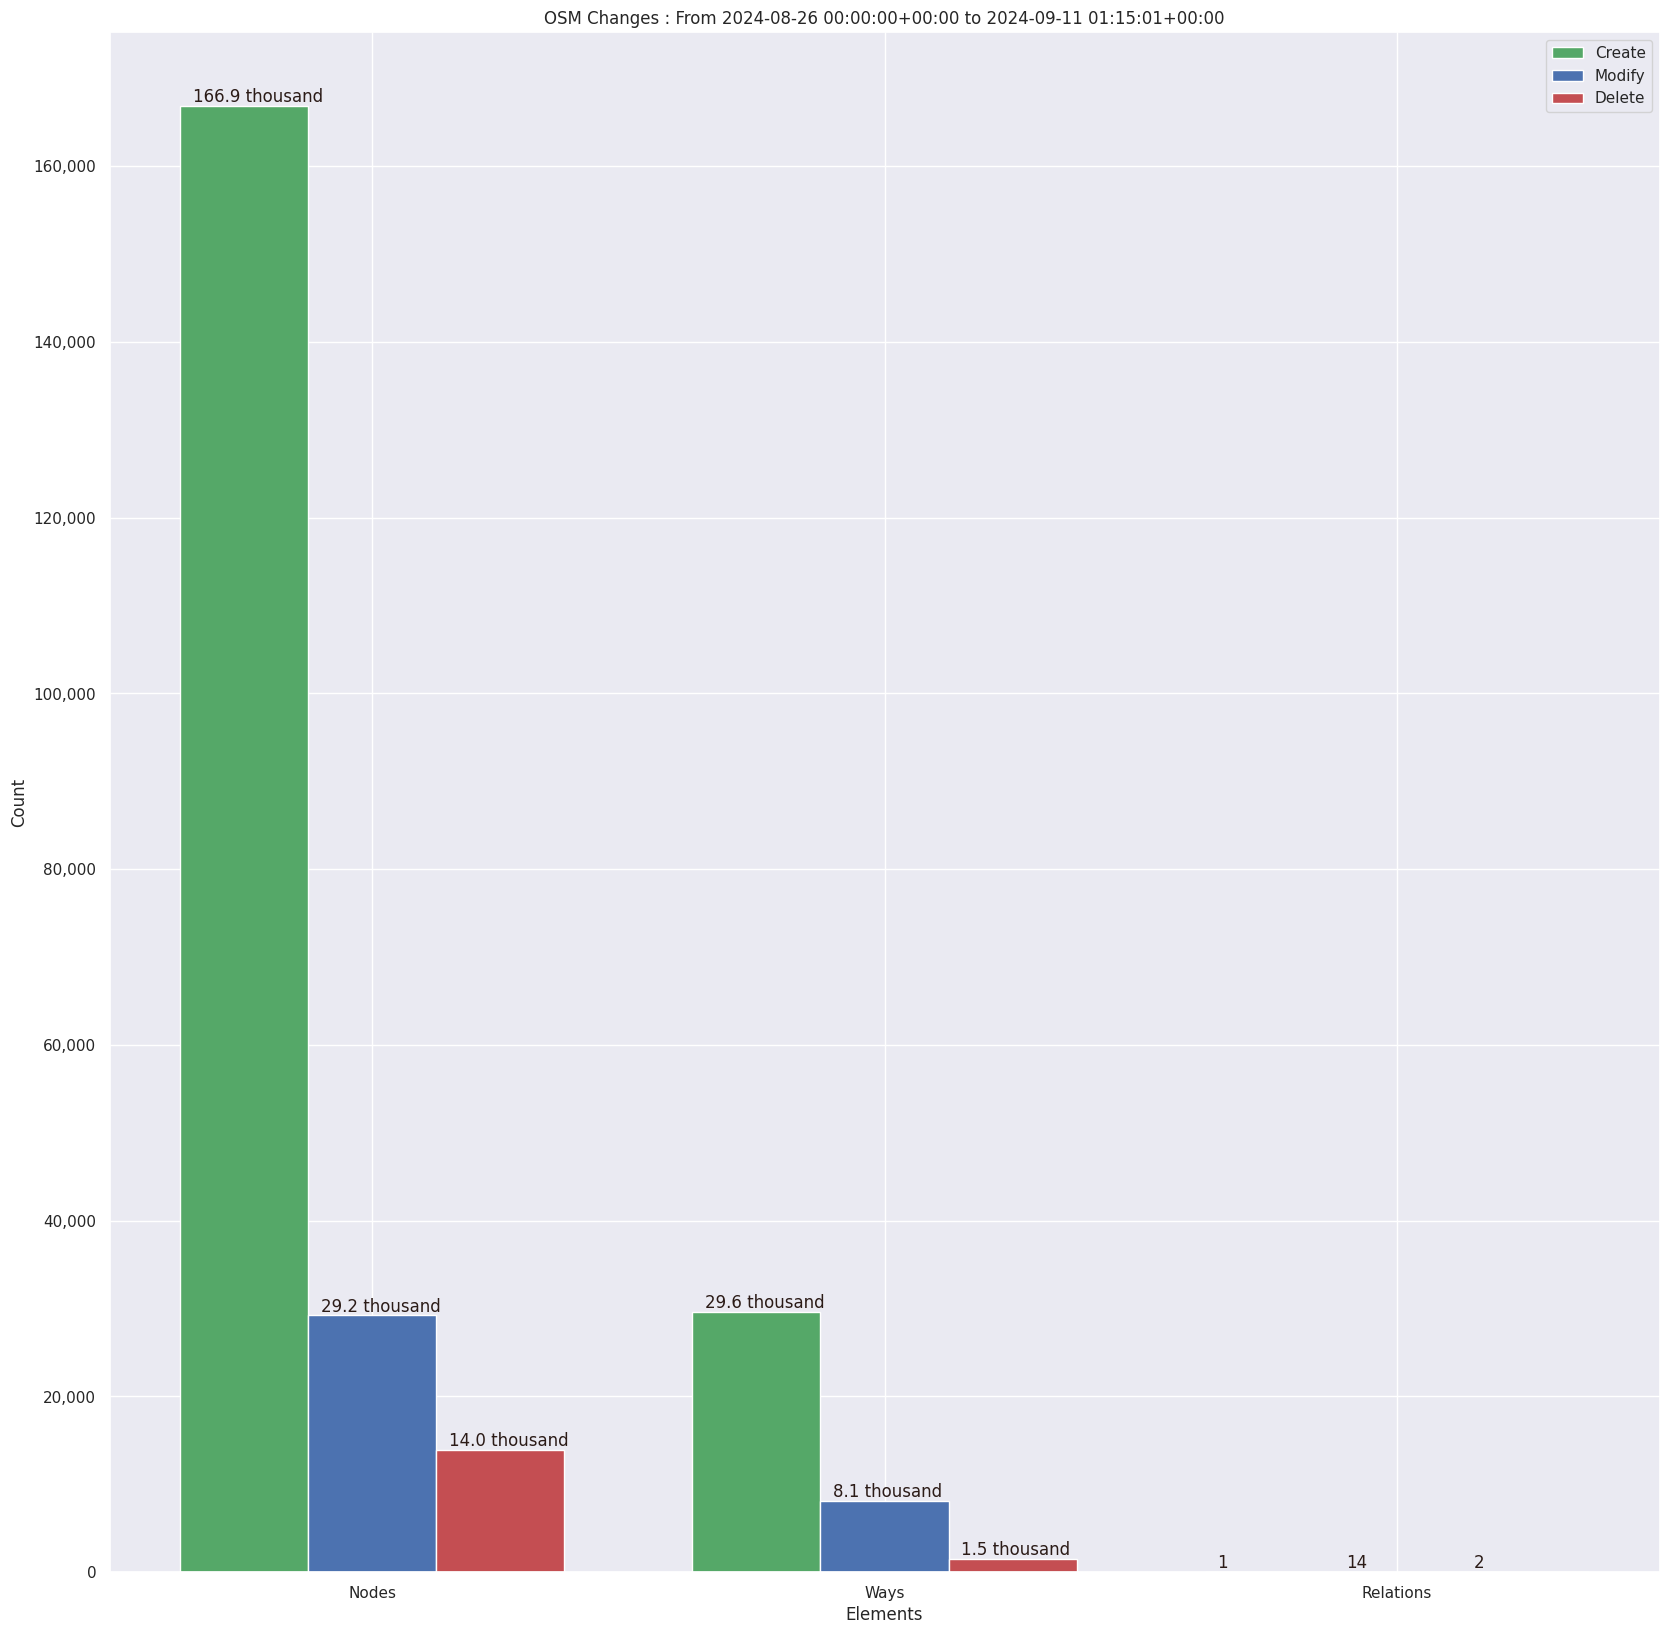 OSM Changes : From 2024-08-26 00:00:00+00:00 to 2024-09-11 01:15:01+00:00
Create
Modify
Delete
166.9 thousand
160,000
140,000
120,000
100,000
80,000
60,000
40,000
20,000
0
Count
29.2 thousand
14.0 thousand
29.6 thousand
8.1 thousand
1.5 thousand
1
14
2
Nodes
Ways
Relations
Elements